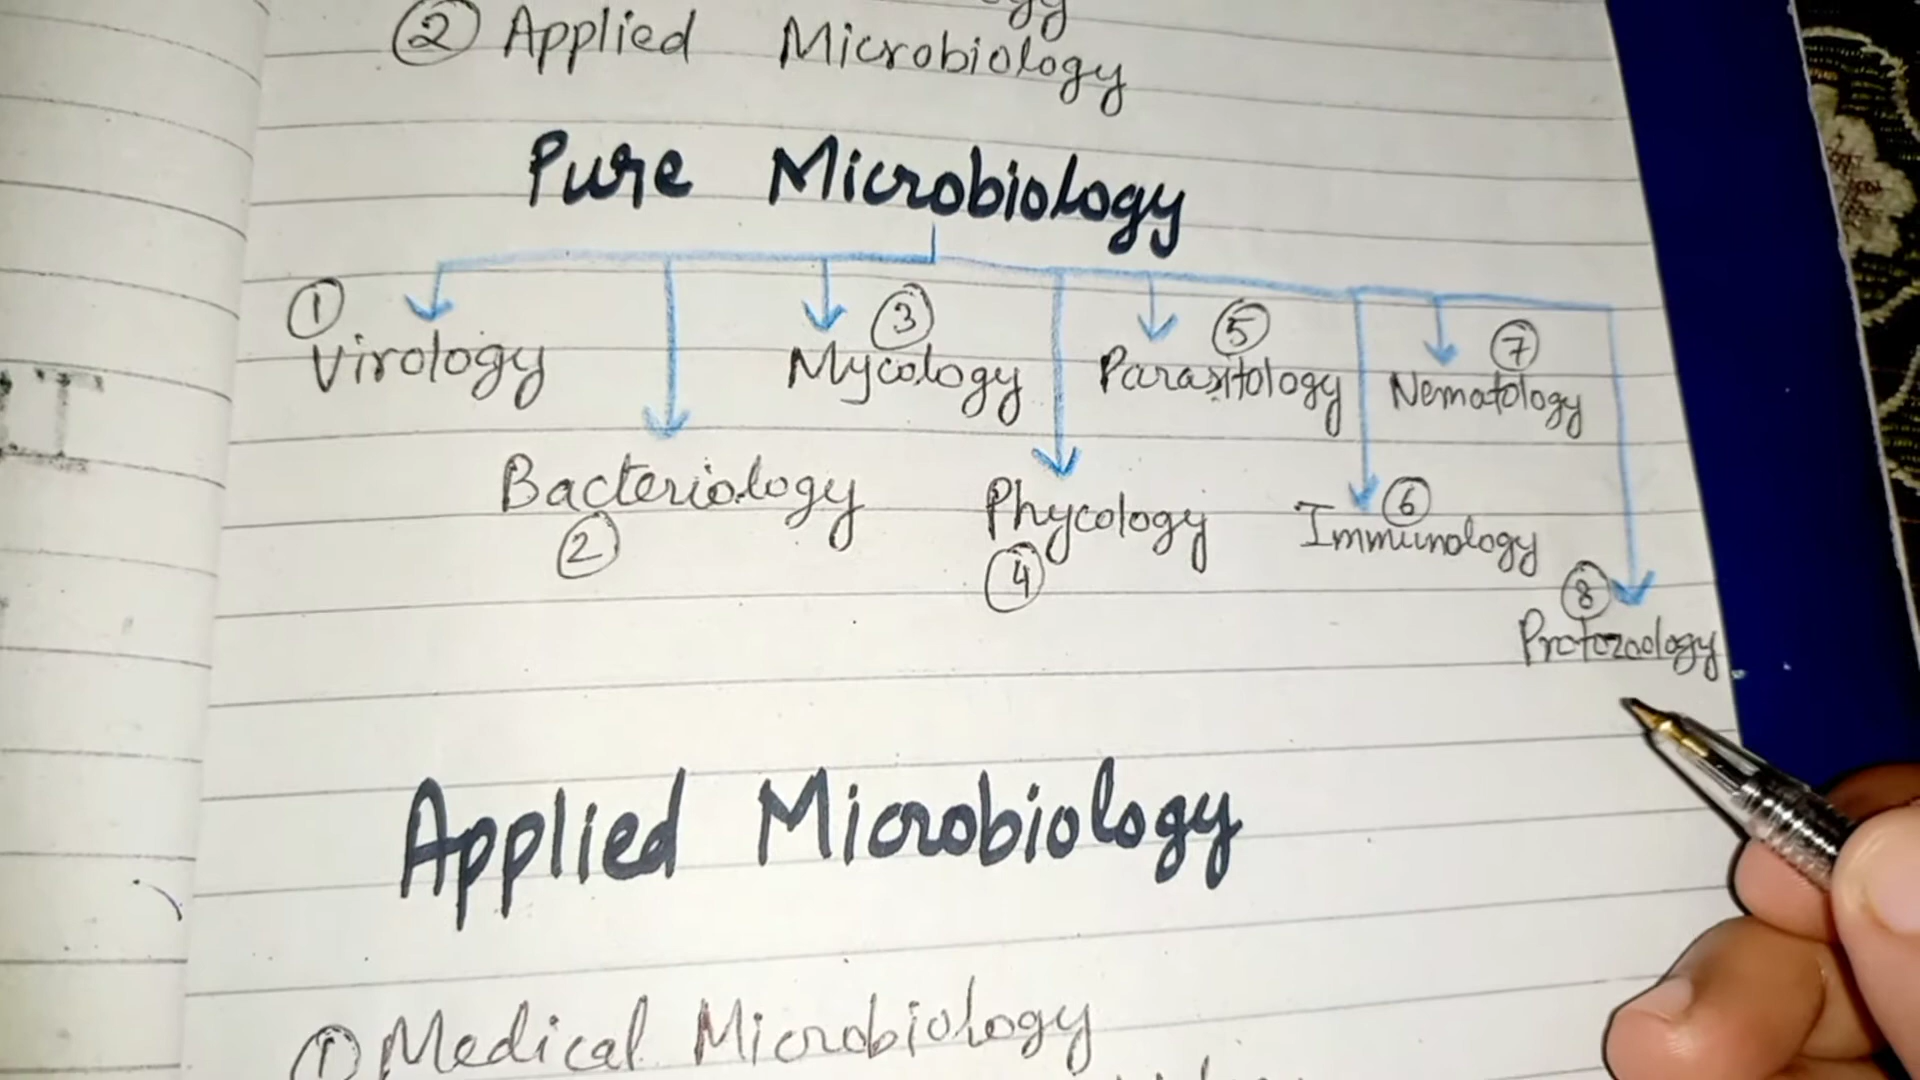 ② Applied Microbiology
Pure Microbiology
① Virology
Bacteriology ②
③ Mycology
Phycology ④
⑤ Parasitology
⑥ Immunology
⑦ Nematology
⑧ Protozoology
Applied Microbiology
① Medical Microbiology